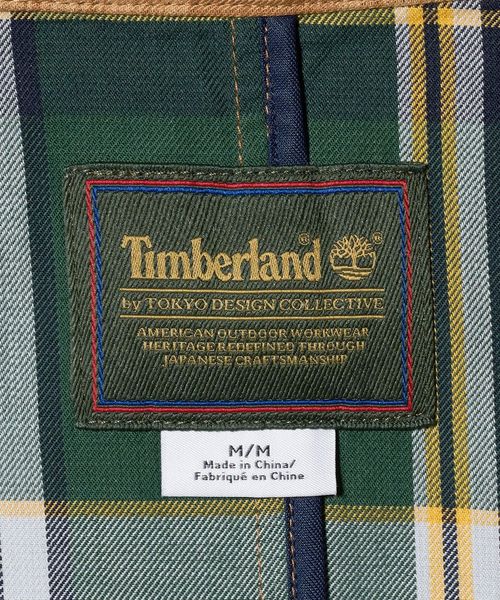 Timberland® ®
by TOKYO DESIGN COLLECTIVE
AMERICAN OUTDOOR WORKWEAR
HERITAGE REDEFINED THROUGH
JAPANESE CRAFTSMANSHIP
M/M
Made in China/
Fabriqué en Chine